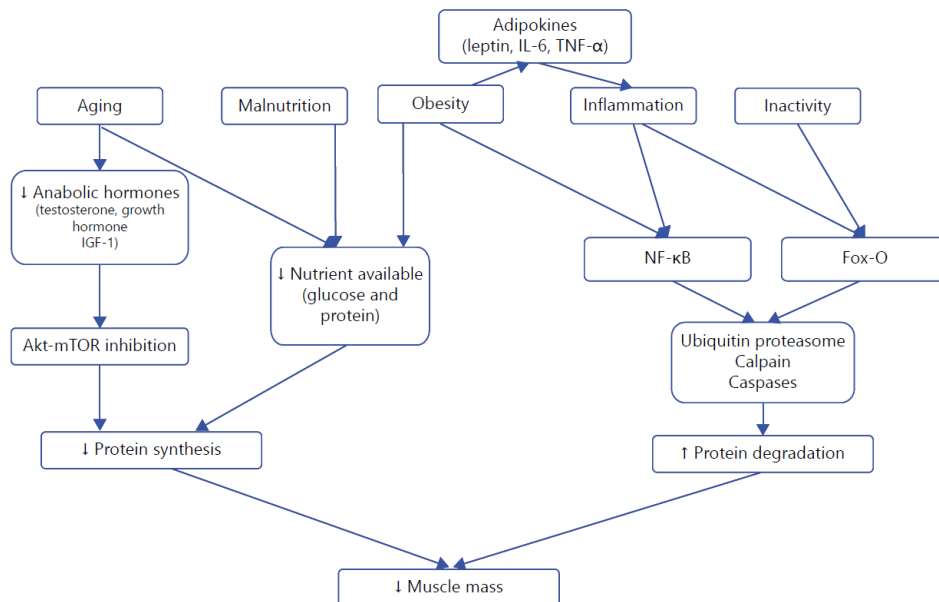 Adipokines
(leptin, IL-6, TNF-α)
Aging
Malnutrition
Obesity
Inflammation
Inactivity
↓ Anabolic hormones
(testosterone, growth
hormone
IGF-1)
↓ Nutrient available
(glucose and
protein)
NF-κB
Fox-O
Akt-mTOR inhibition
Ubiquitin proteasome
Calpain
Caspases
↓ Protein synthesis
↑ Protein degradation
↓ Muscle mass